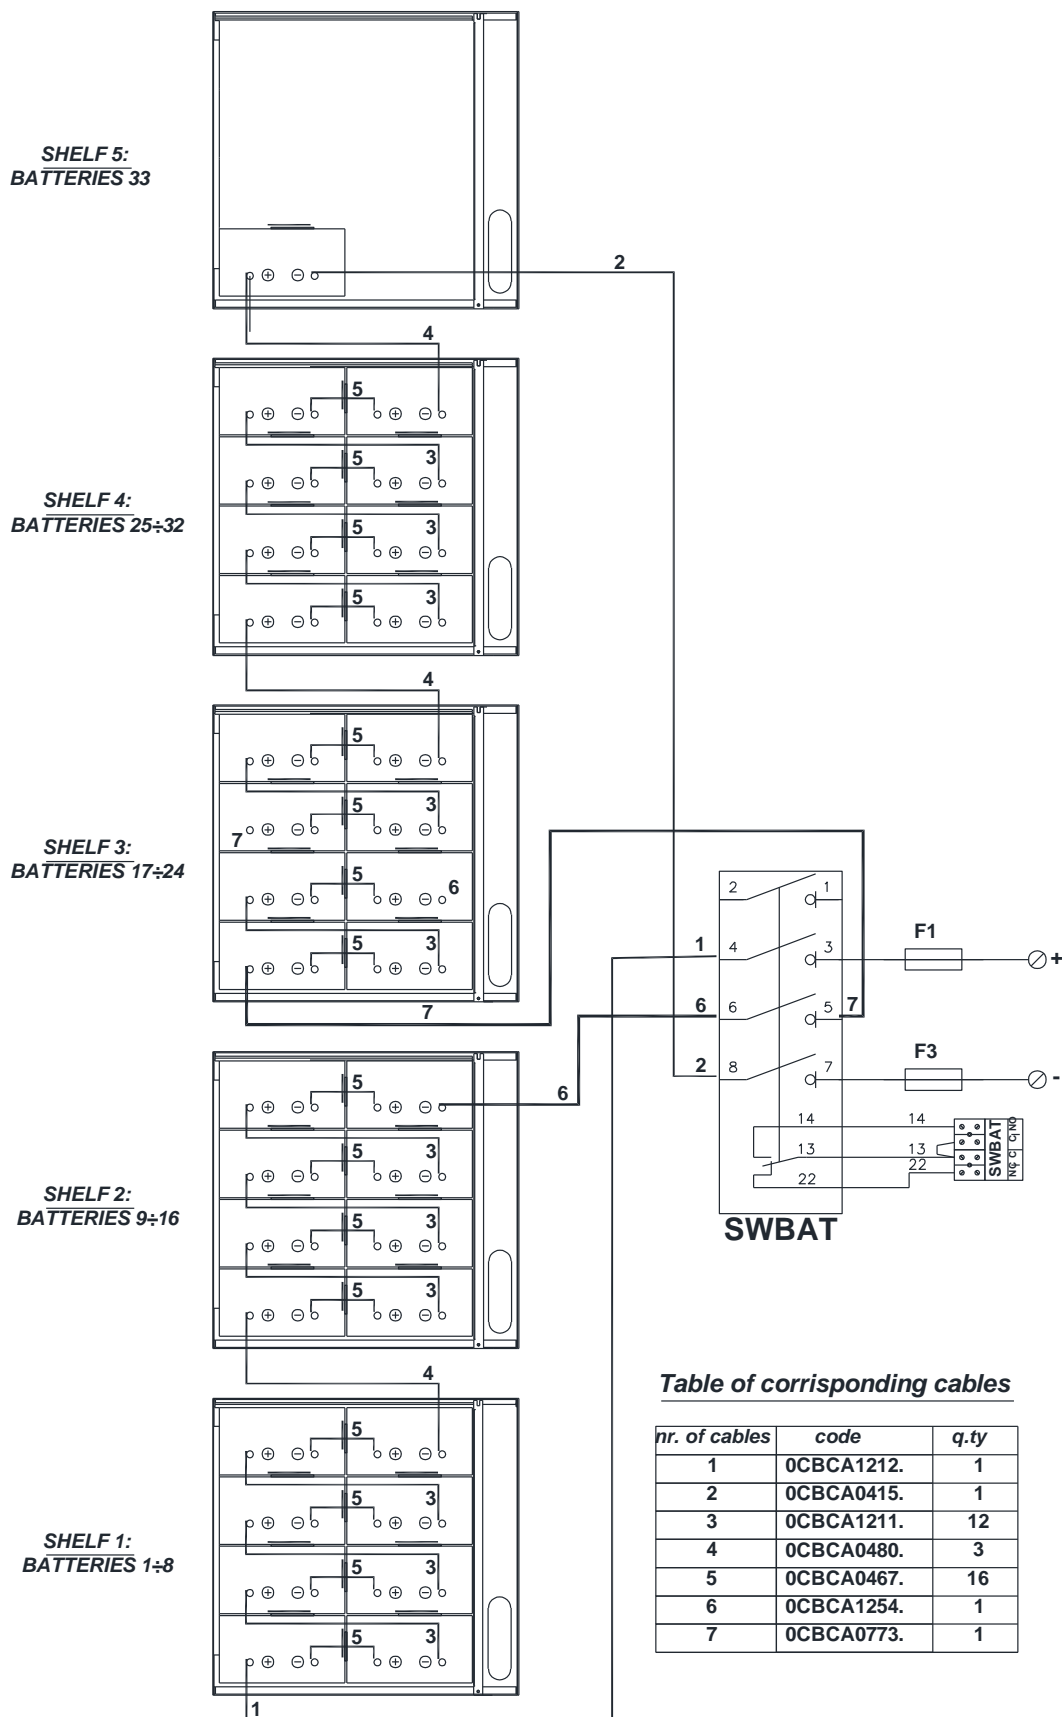 SHELF 5:
BATTERIES 33
2
4
SHELF 4:
BATTERIES 25÷32
5
5
3
5
3
5
3
4
SHELF 3:
BATTERIES 17÷24
5
5
3
7
5
6
5
3
7
SHELF 2:
BATTERIES 9÷16
5
6
5
3
5
3
5
3
4
SHELF 1:
BATTERIES 1÷8
5
5
3
5
3
5
3
1
2 1
1 4 3 F1 +
6 6 5 7
2 8 7 F3 -
14 14
13 13
22 22
SWBAT
NC C C NO
SWBAT
Table of corrisponding cables
nr. of cables code q.ty
1 0CBCA1212. 1
2 0CBCA0415. 1
3 0CBCA1211. 12
4 0CBCA0480. 3
5 0CBCA0467. 16
6 0CBCA1254. 1
7 0CBCA0773. 1